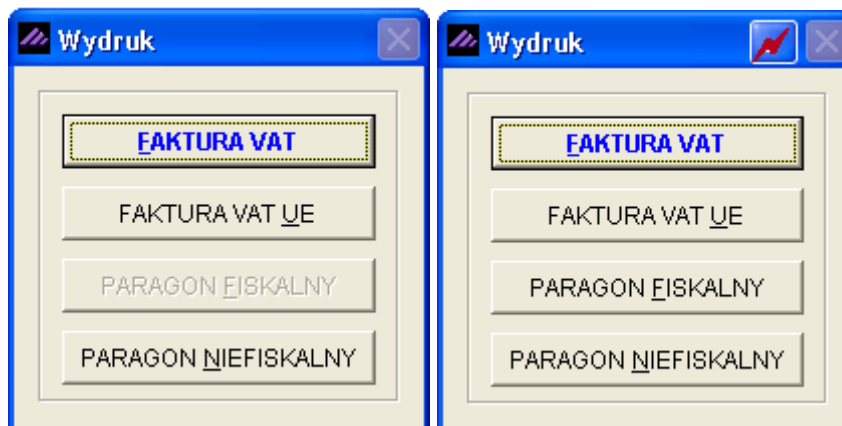 Wydruk
FAKTURA VAT
FAKTURA VAT UE
PARAGON FISKALNY
PARAGON NIEFISKALNY
Wydruk
FAKTURA VAT
FAKTURA VAT UE
PARAGON FISKALNY
PARAGON NIEFISKALNY